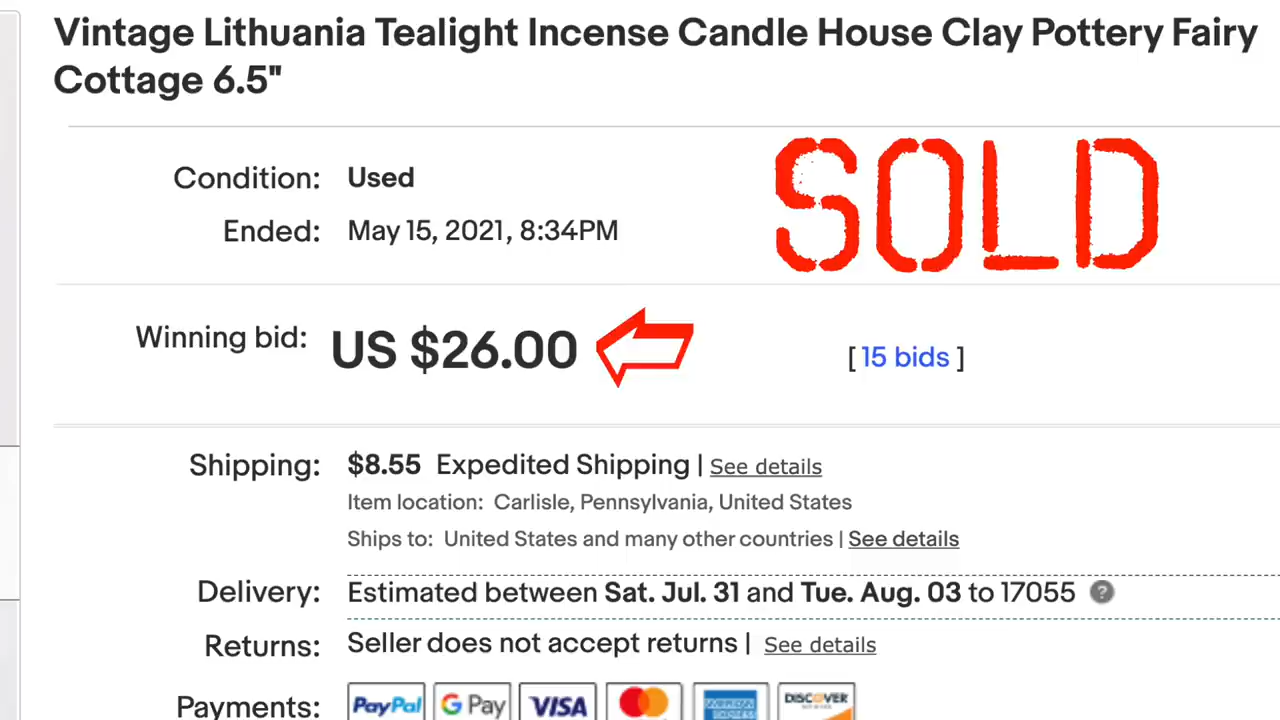 Vintage Lithuania Tealight Incense Candle House Clay Pottery Fairy
Cottage 6.5"
Condition: Used
SOLD
Ended: May 15, 2021, 8:34PM
Winning bid: US $26.00 [ 15 bids ]
Shipping: $8.55 Expedited Shipping | See details
Item location: Carlisle, Pennsylvania, United States
Ships to: United States and many other countries | See details
Delivery: Estimated between Sat. Jul. 31 and Tue. Aug. 03 to 17055 ?
Returns: Seller does not accept returns | See details
Payments: PayPal G Pay VISA AMERICAN EXPRESS DISCOVER